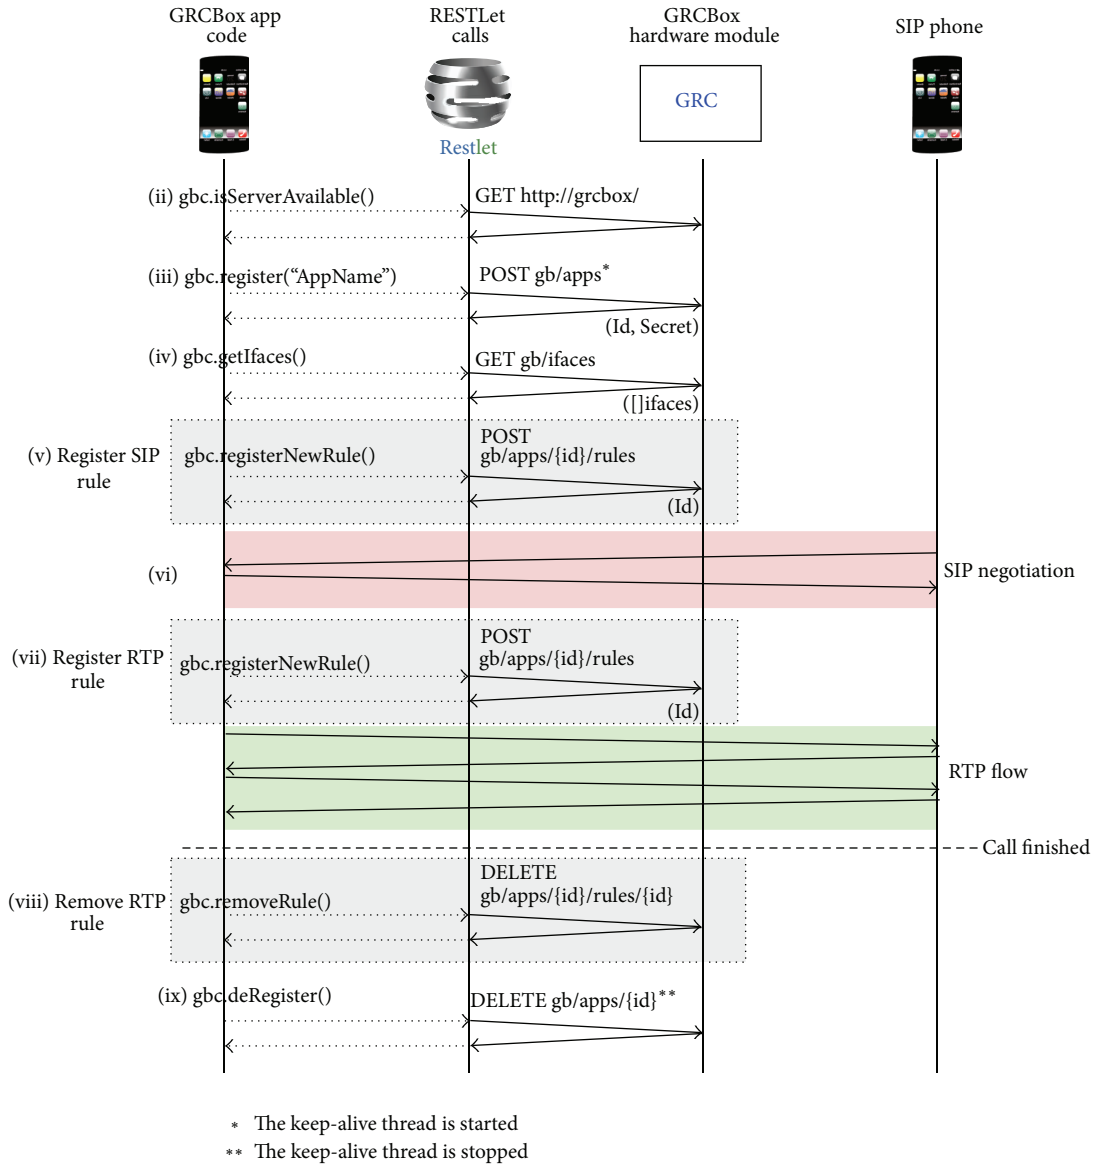 GRCBox app
code
RESTLet
calls
GRCBox
hardware module
SIP phone
GRC
Restlet
(ii) gbc.isServerAvailable()
GET http://grcbox/
(iii) gbc.register(“AppName”)
POST gb/apps*
(Id, Secret)
(iv) gbc.getIfaces()
GET gb/ifaces
([]ifaces)
(v) Register SIP
rule
gbc.registerNewRule()
POST
gb/apps/{id}/rules
(Id)
(vi)
SIP negotiation
(vii) Register RTP
rule
gbc.registerNewRule()
POST
gb/apps/{id}/rules
(Id)
RTP flow
Call finished
(viii) Remove RTP
rule
gbc.removeRule()
DELETE
gb/apps/{id}/rules/{id}
(ix) gbc.deRegister()
DELETE gb/apps/{id}**
* The keep-alive thread is started
** The keep-alive thread is stopped